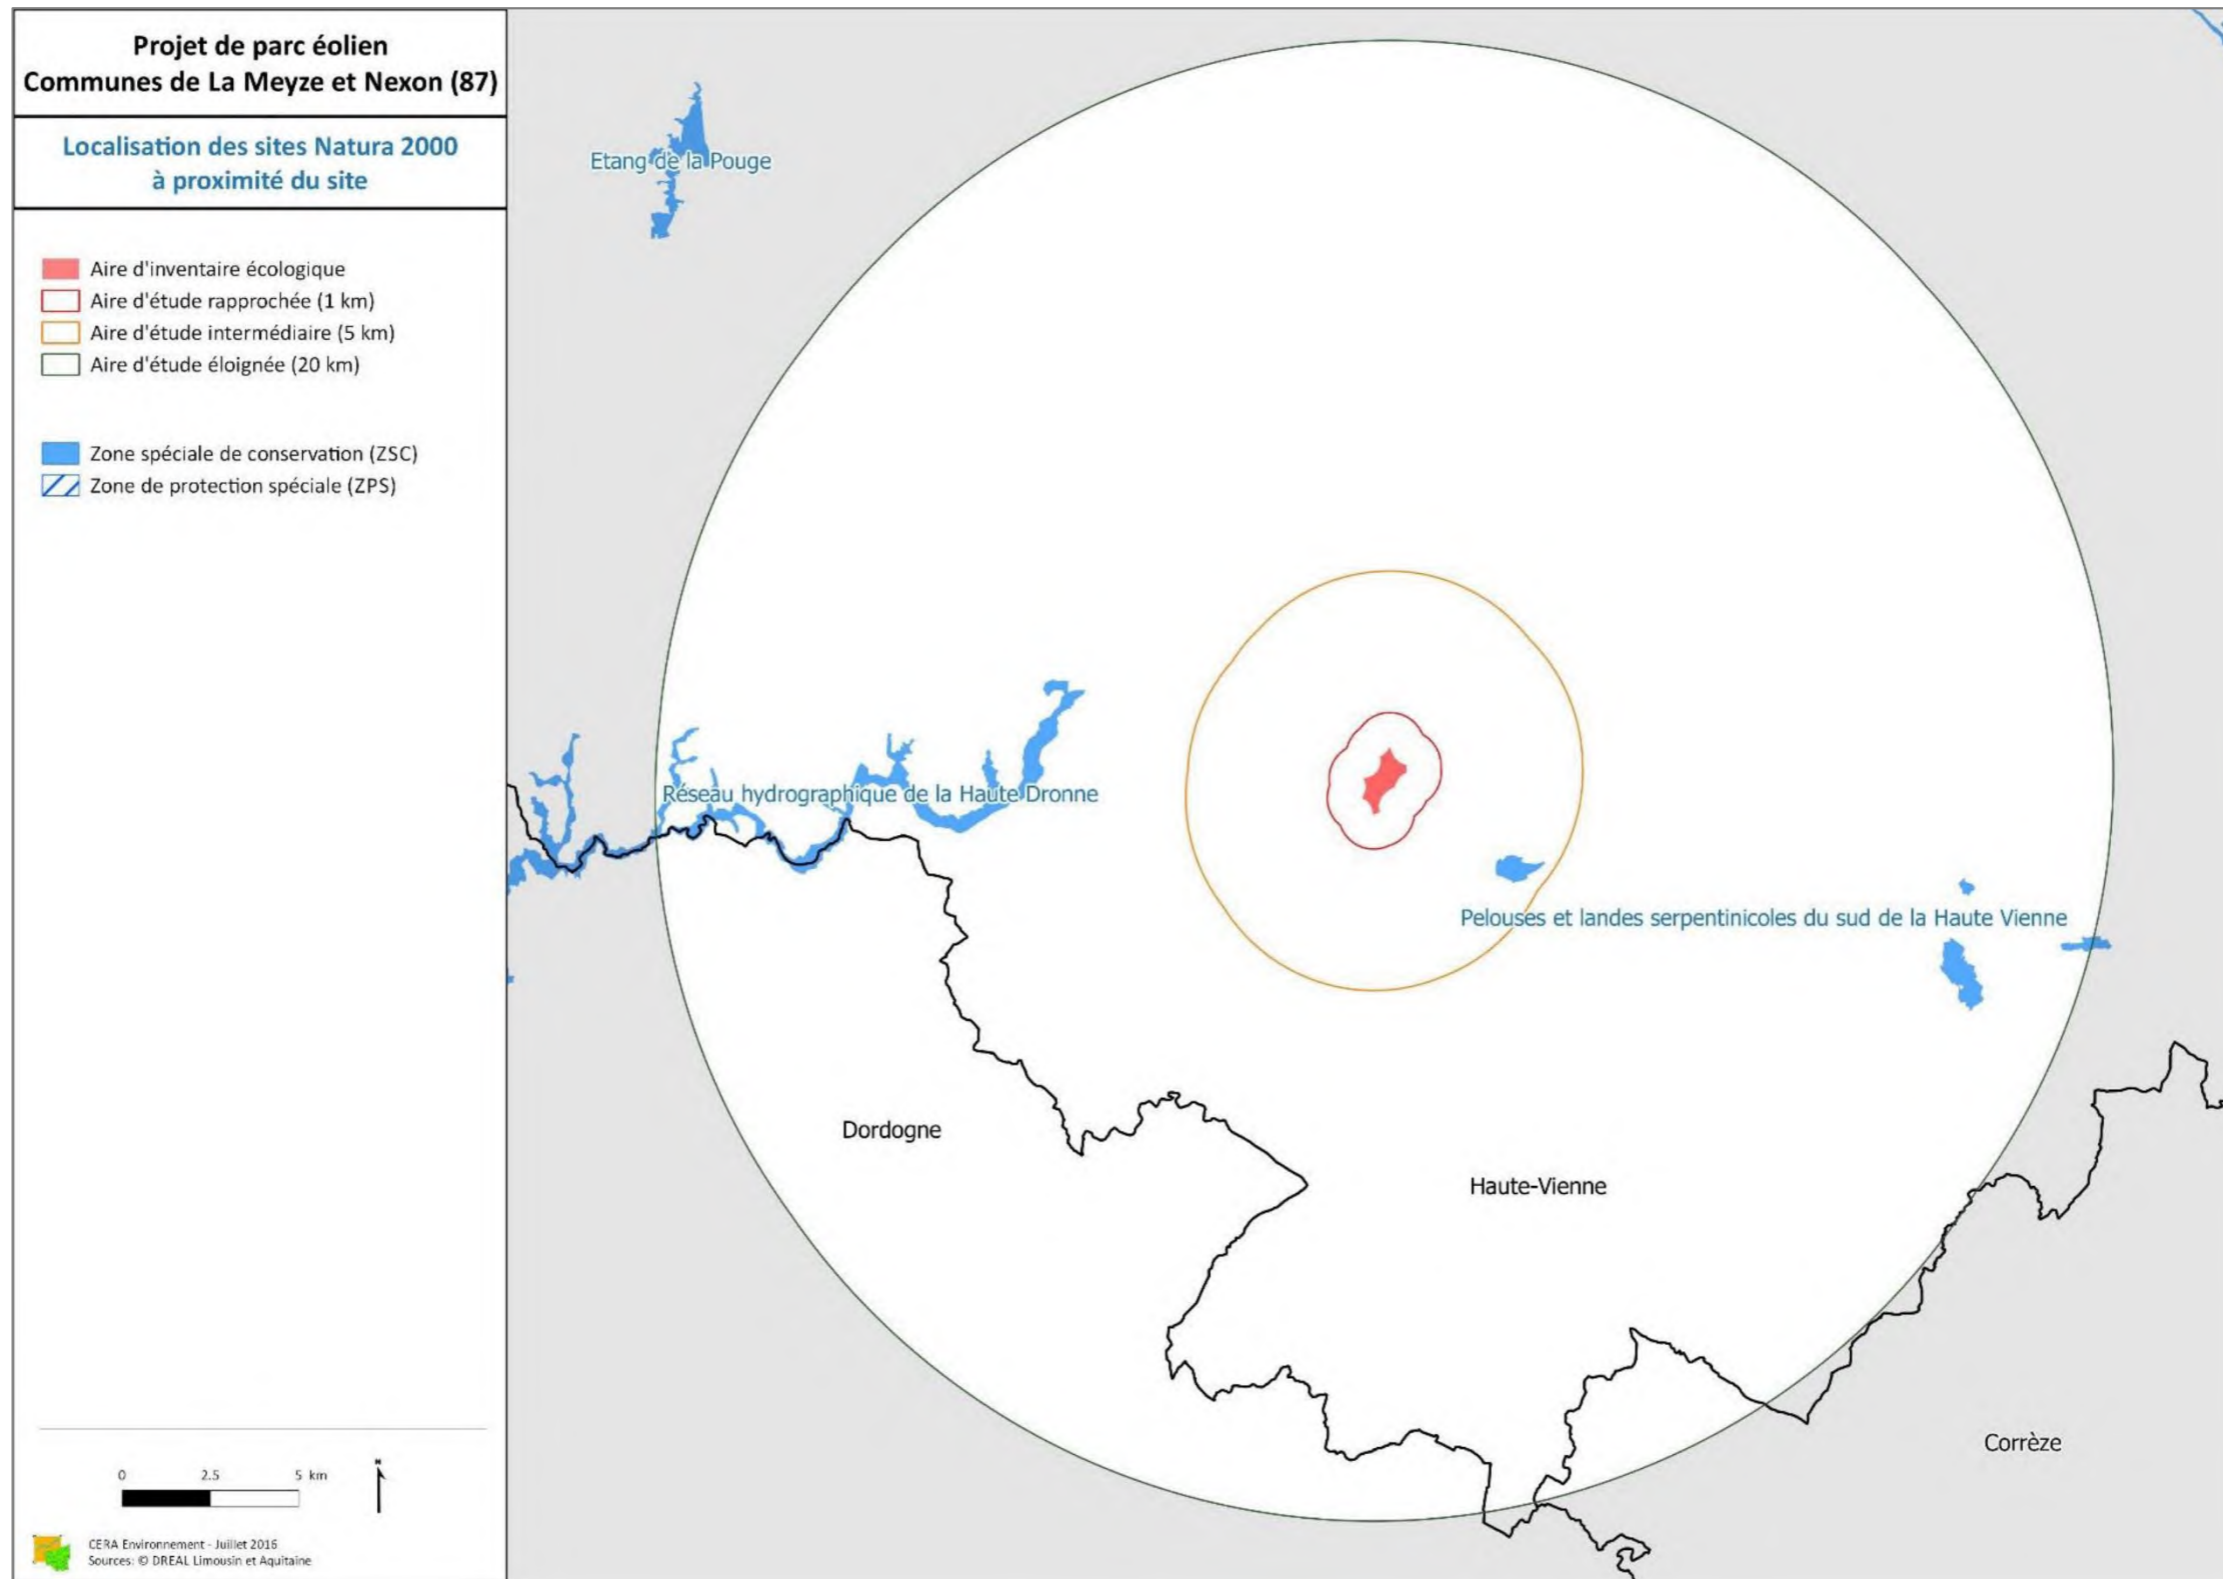 Projet de parc éolien
Communes de La Meyze et Nexon (87)
Localisation des sites Natura 2000
à proximité du site
Aire d'inventaire écologique
Aire d'étude rapprochée (1 km)
Aire d'étude intermédiaire (5 km)
Aire d'étude éloignée (20 km)
Zone spéciale de conservation (ZSC)
Zone de protection spéciale (ZPS)
0 2.5 5 km
N
CERA Environnement - Juillet 2016
Sources: © DREAL Limousin et Aquitaine
Etang de la Pouge
Réseau hydrographique de la Haute Dronne
Pelouses et landes serpentinicoles du sud de la Haute Vienne
Dordogne
Haute-Vienne
Corrèze